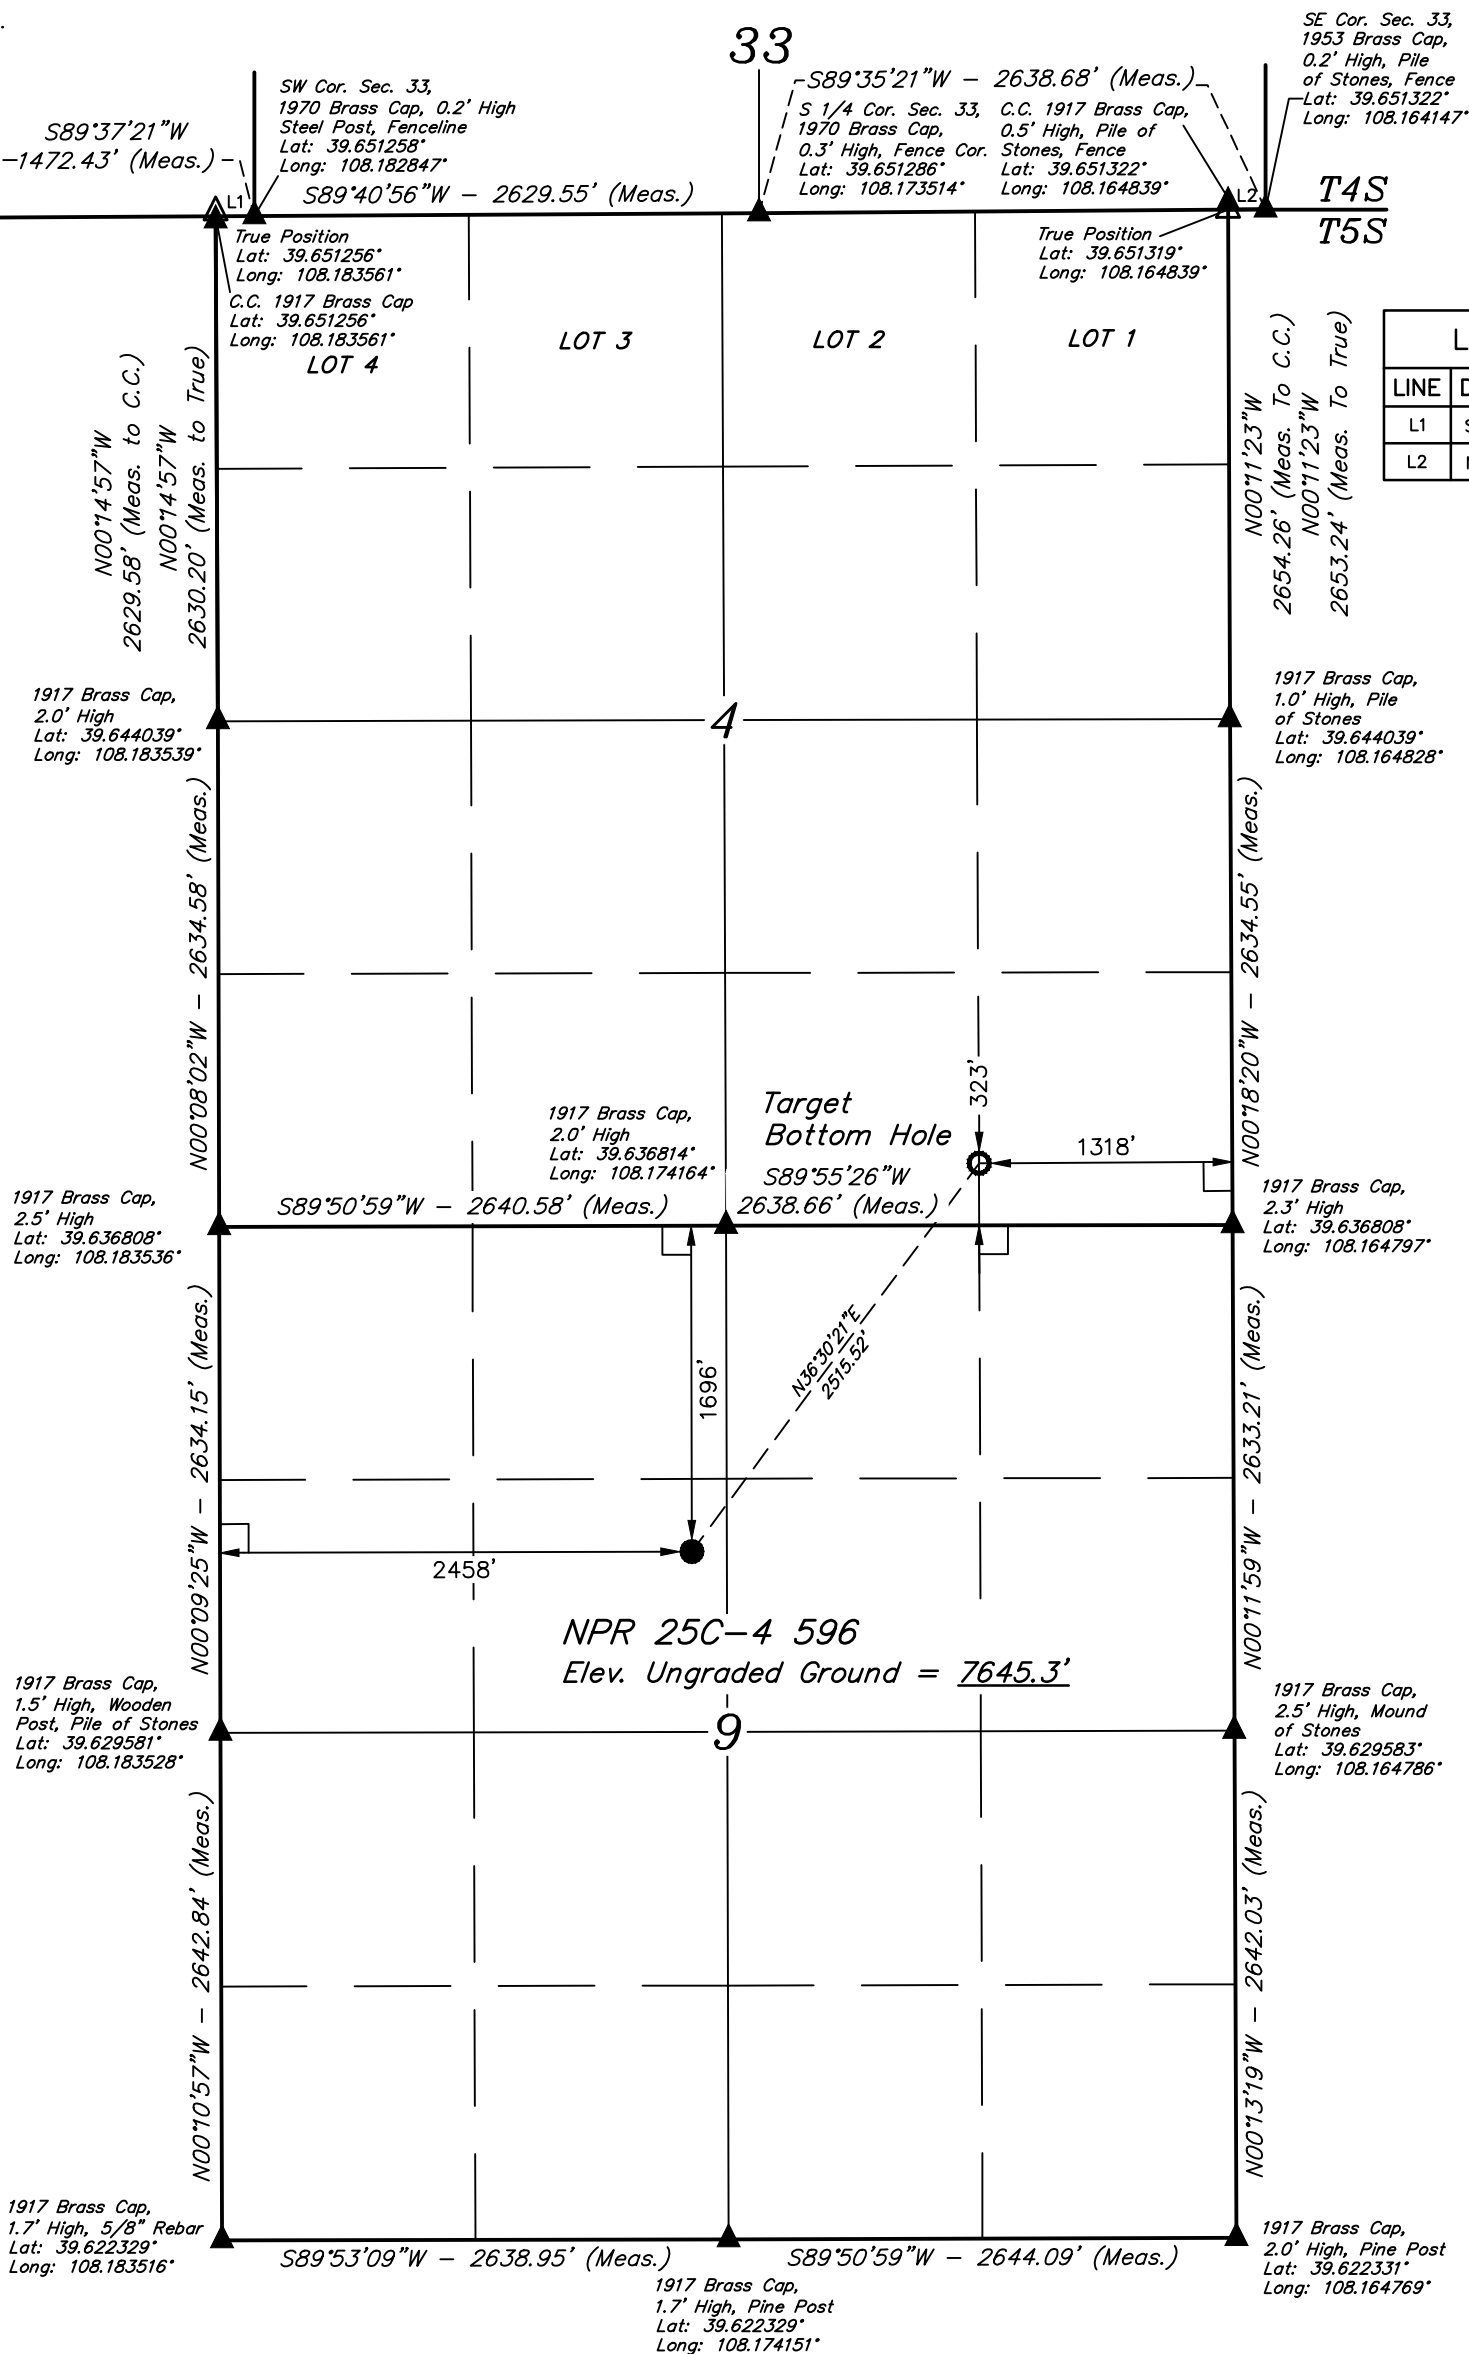 33
SW Cor. Sec. 33,
1970 Brass Cap, 0.2' High
Steel Post, Fenceline
Lat: 39.651258°
Long: 108.182847°
S89°37'21"W
-1472.43' (Meas.)
S89°35'21"W - 2638.68' (Meas.)
S 1/4 Cor. Sec. 33,
1970 Brass Cap,
0.3' High, Fence Cor.
Lat: 39.651286°
Long: 108.173514°
C.C. 1917 Brass Cap,
0.5' High, Pile of
Stones, Fence
Lat: 39.651322°
Long: 108.164839°
SE Cor. Sec. 33,
1953 Brass Cap,
0.2' High, Pile
of Stones, Fence
Lat: 39.651322°
Long: 108.164147°
L1
S89°40'56"W - 2629.55' (Meas.)
L2
T4S
T5S
True Position
Lat: 39.651256°
Long: 108.183561°
C.C. 1917 Brass Cap
Lat: 39.651256°
Long: 108.183561°
True Position
Lat: 39.651319°
Long: 108.164839°
LOT 4
LOT 3
LOT 2
LOT 1
L
LINE
L1
L2
N00°14'57"W
2629.58' (Meas. to C.C.)
N00°14'57"W
2630.20' (Meas. to True)
N00°11'23"W
2654.26' (Meas. To C.C.)
N00°11'23"W
2653.24' (Meas. To True)
1917 Brass Cap,
2.0' High
Lat: 39.644039°
Long: 108.183539°
4
1917 Brass Cap,
1.0' High, Pile
of Stones
Lat: 39.644039°
Long: 108.164828°
N00°08'02"W - 2634.58' (Meas.)
N00°18'20"W - 2634.55' (Meas.)
323'
Target
Bottom Hole
1318'
1917 Brass Cap,
2.0' High
Lat: 39.636814°
Long: 108.174164°
S89°55'26"W
2638.66' (Meas.)
S89°50'59"W - 2640.58' (Meas.)
1917 Brass Cap,
2.5' High
Lat: 39.636808°
Long: 108.183536°
1917 Brass Cap,
2.3' High
Lat: 39.636808°
Long: 108.164797°
N36°30'21"E
2515.52'
1696'
N00°09'25"W - 2634.15' (Meas.)
N00°11'59"W - 2633.21' (Meas.)
2458'
NPR 25C-4 596
Elev. Ungraded Ground = 7645.3'
1917 Brass Cap,
1.5' High, Wooden
Post, Pile of Stones
Lat: 39.629581°
Long: 108.183528°
9
1917 Brass Cap,
2.5' High, Mound
of Stones
Lat: 39.629583°
Long: 108.164786°
N00°10'57"W - 2642.84' (Meas.)
N00°13'19"W - 2642.03' (Meas.)
1917 Brass Cap,
1.7' High, 5/8" Rebar
Lat: 39.622329°
Long: 108.183516°
S89°53'09"W - 2638.95' (Meas.)
S89°50'59"W - 2644.09' (Meas.)
1917 Brass Cap,
1.7' High, Pine Post
Lat: 39.622329°
Long: 108.174151°
1917 Brass Cap,
2.0' High, Pine Post
Lat: 39.622331°
Long: 108.164769°